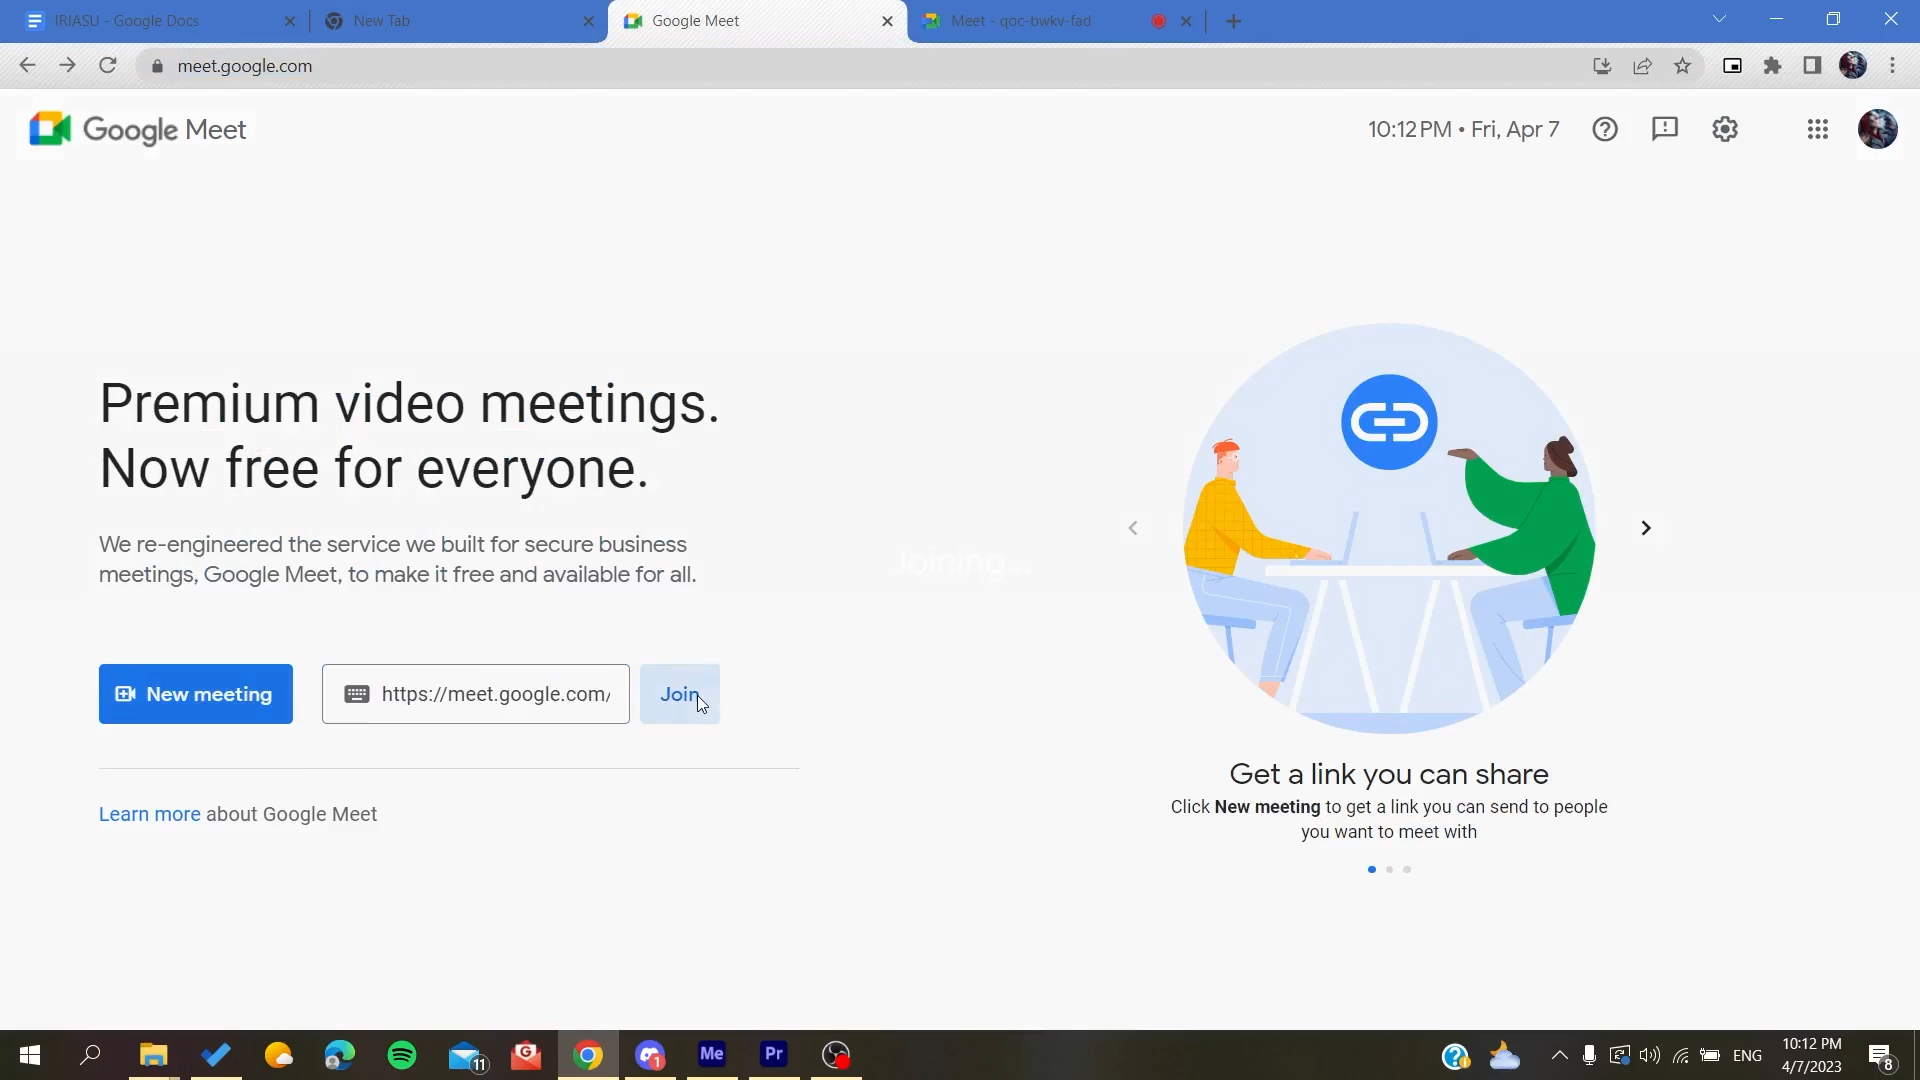 IRIASU - Google Docs
New Tab
Google Meet
Meet - qoc-bwkv-fad
meet.google.com
Google Meet
10:12 PM • Fri, Apr 7
Premium video meetings.
Now free for everyone.
We re-engineered the service we built for secure business
meetings, Google Meet, to make it free and available for all.
Joining...
New meeting
https://meet.google.com/
Join
Learn more about Google Meet
Get a link you can share
Click New meeting to get a link you can send to people
you want to meet with
11
G
1
Me
Pr
ENG
10:12 PM
4/7/2023
8